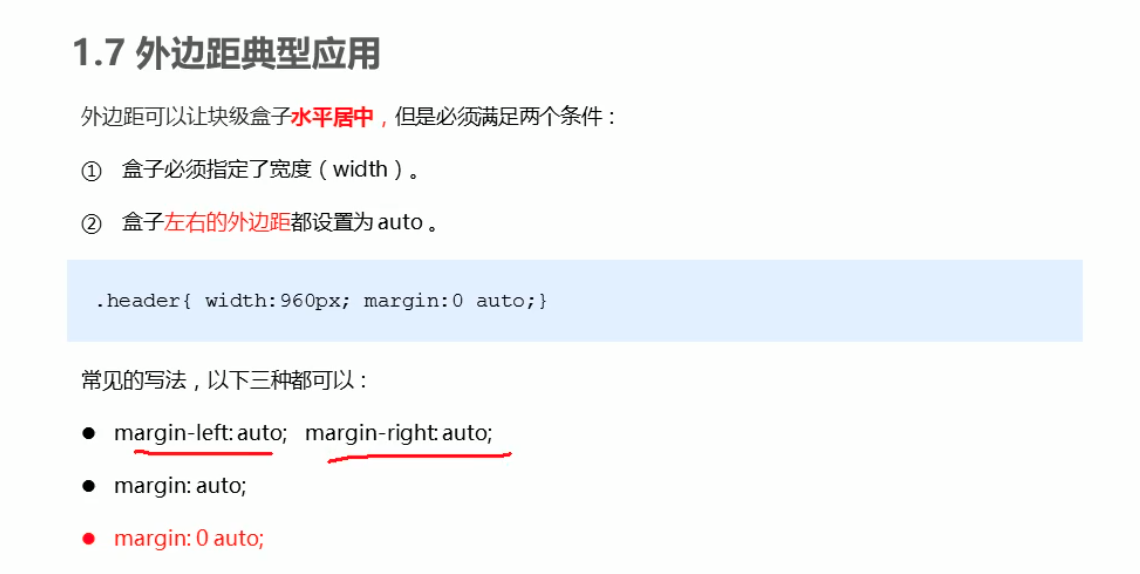 1.7 外边距典型应用
外边距可以让块级盒子水平居中，但是必须满足两个条件：
① 盒子必须指定了宽度（width）。
② 盒子左右的外边距都设置为 auto 。
.header{ width:960px; margin:0 auto;}
常见的写法，以下三种都可以：
● margin-left: auto; margin-right: auto;
● margin: auto;
● margin: 0 auto;